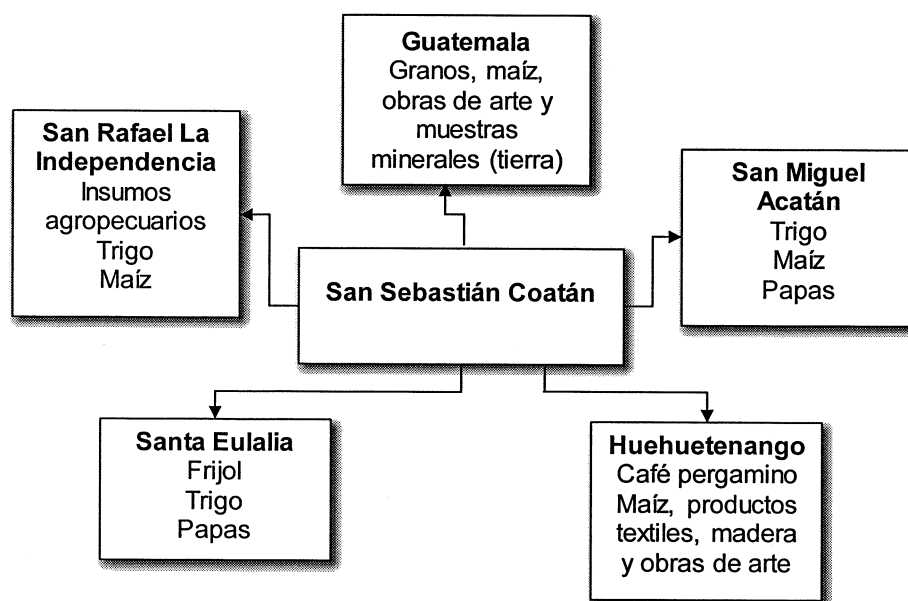 Guatemala
Granos, maíz,
obras de arte y
muestras
minerales (tierra)
San Rafael La
Independencia
Insumos
agropecuarios
Trigo
Maíz
San Miguel
Acatán
Trigo
Maíz
Papas
San Sebastián Coatán
Santa Eulalia
Frijol
Trigo
Papas
Huehuetenango
Café pergamino
Maíz, productos
textiles, madera
y obras de arte